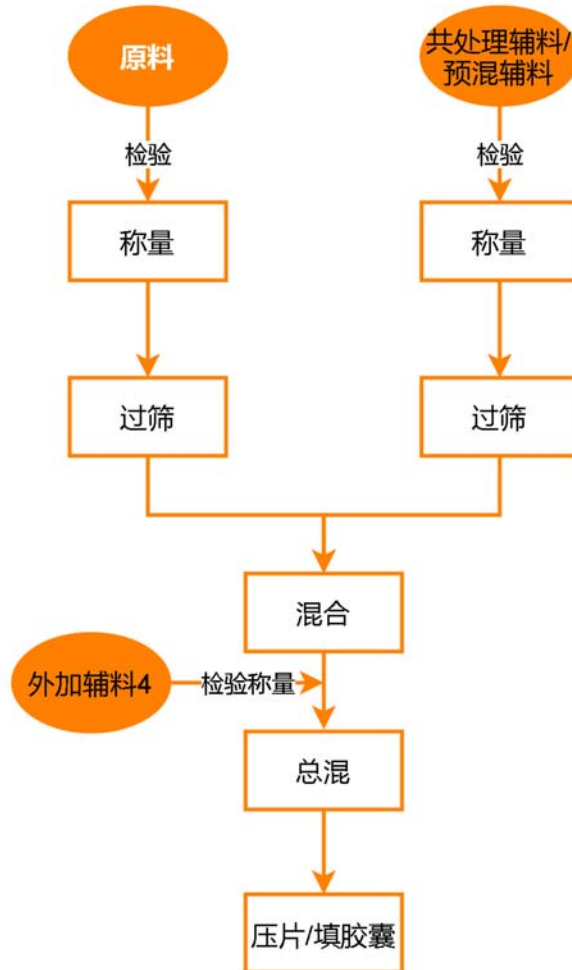 原料
共处理辅料/
预混辅料
检验
检验
称量
称量
过筛
过筛
混合
外加辅料4
检验称量
总混
压片/填胶囊